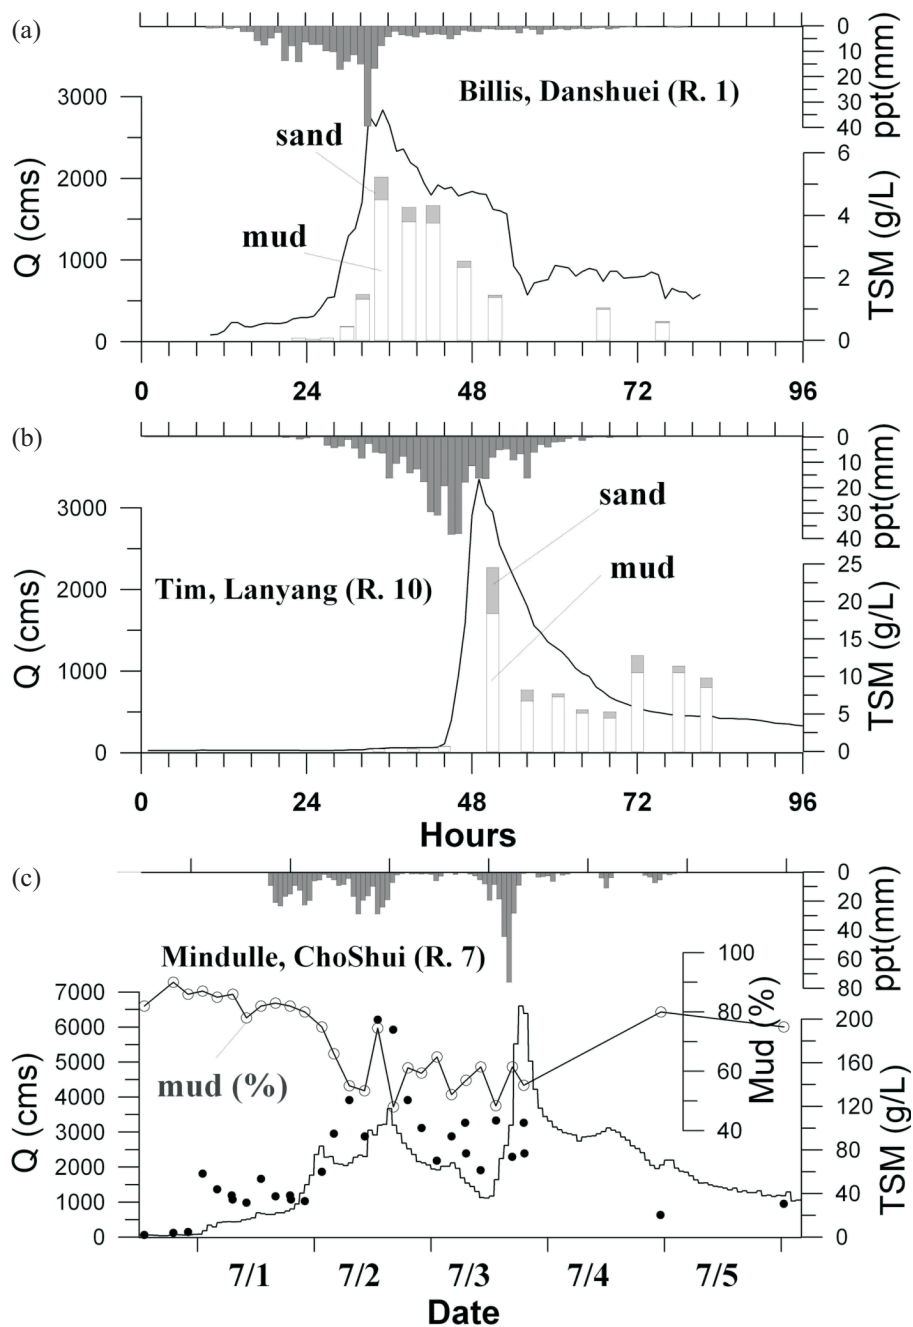 (a)
0
10
20
30
40
ppt(mm)
Billis, Danshuei (R. 1)
3000
2000
1000
0
Q (cms)
sand
mud
6
4
2
0
TSM (g/L)
0 24 48 72 96
(b)
0
10
20
30
40
ppt(mm)
3000
2000
1000
0
Q (cms)
sand
mud
Tim, Lanyang (R. 10)
25
20
15
10
5
0
TSM (g/L)
0 24 48 72 96
Hours
(c)
0
20
40
60
80
ppt(mm)
Mindulle, ChoShui (R. 7)
100
80
60
40
Mud (%)
7000
6000
5000
4000
3000
2000
1000
0
Q (cms)
mud (%)
200
160
120
80
40
0
TSM (g/L)
7/1 7/2 7/3 7/4 7/5
Date